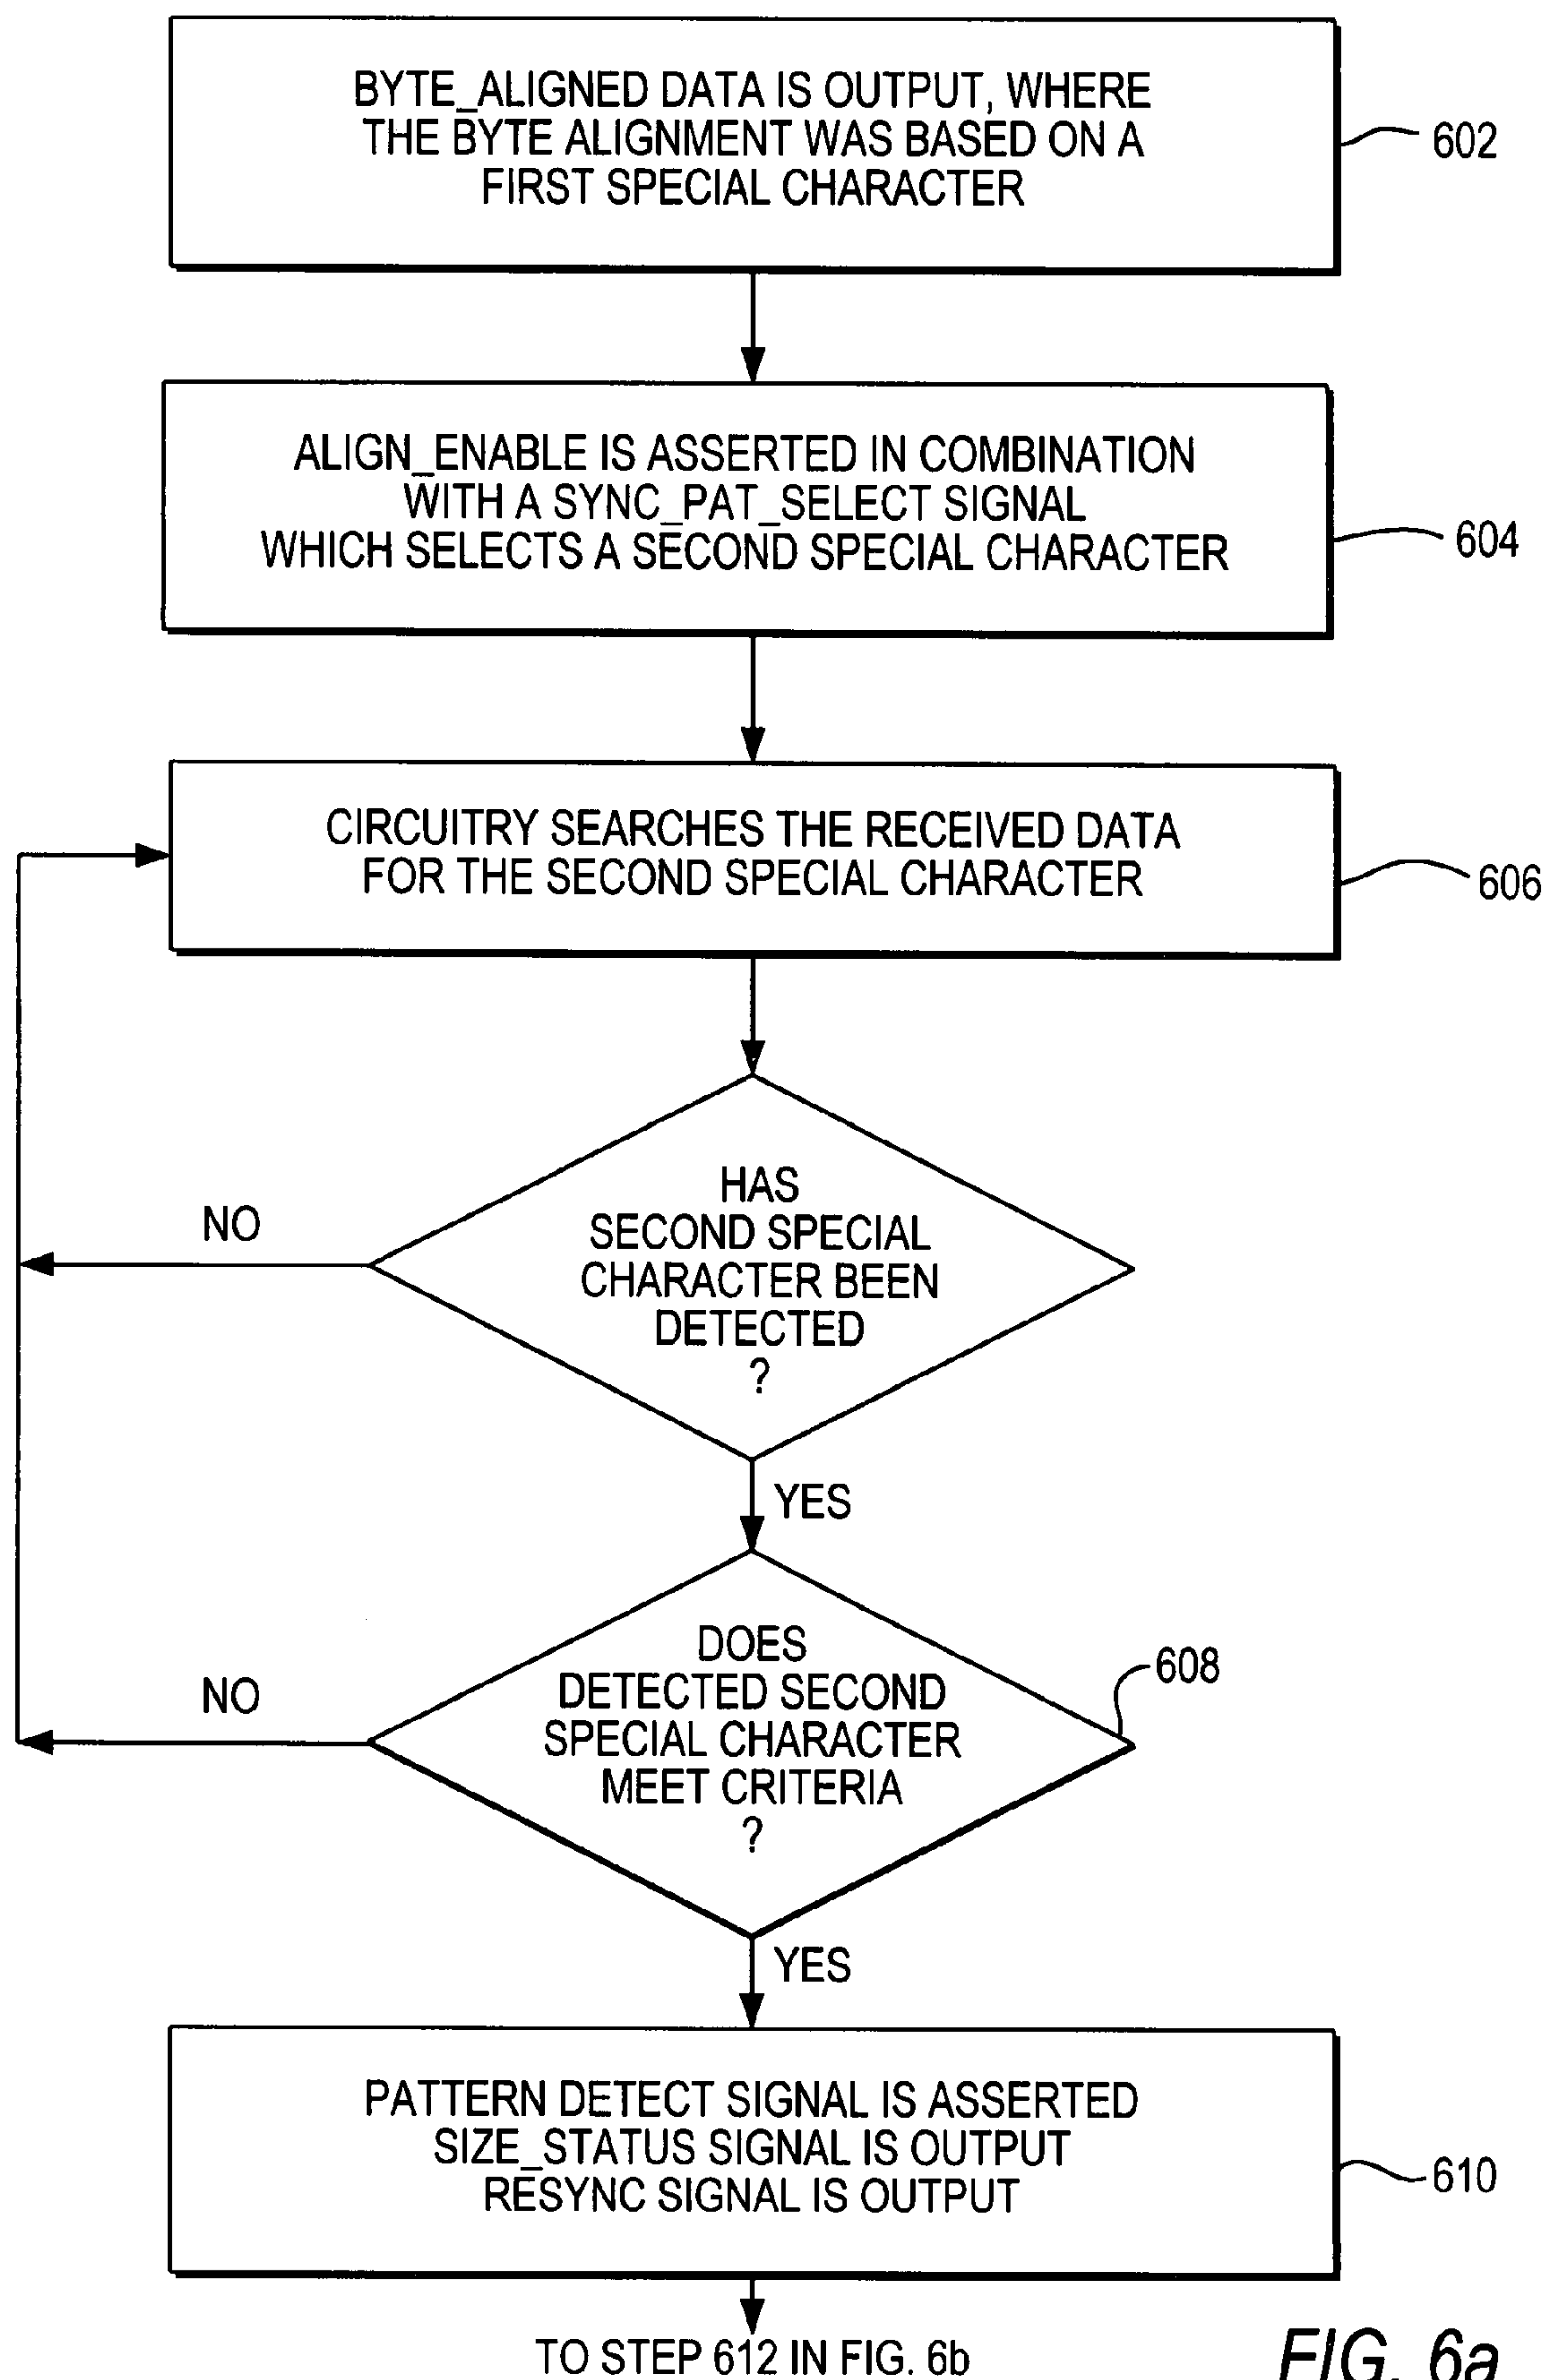 BYTE_ALIGNED DATA IS OUTPUT, WHERE
THE BYTE ALIGNMENT WAS BASED ON A
FIRST SPECIAL CHARACTER
602
ALIGN_ENABLE IS ASSERTED IN COMBINATION
WITH A SYNC_PAT_SELECT SIGNAL
WHICH SELECTS A SECOND SPECIAL CHARACTER
604
CIRCUITRY SEARCHES THE RECEIVED DATA
FOR THE SECOND SPECIAL CHARACTER
606
HAS
SECOND SPECIAL
CHARACTER BEEN
DETECTED
?
NO
YES
DOES
DETECTED SECOND
SPECIAL CHARACTER
MEET CRITERIA
?
608
NO
YES
PATTERN DETECT SIGNAL IS ASSERTED
SIZE_STATUS SIGNAL IS OUTPUT
RESYNC SIGNAL IS OUTPUT
610
TO STEP 612 IN FIG. 6b
FIG. 6a